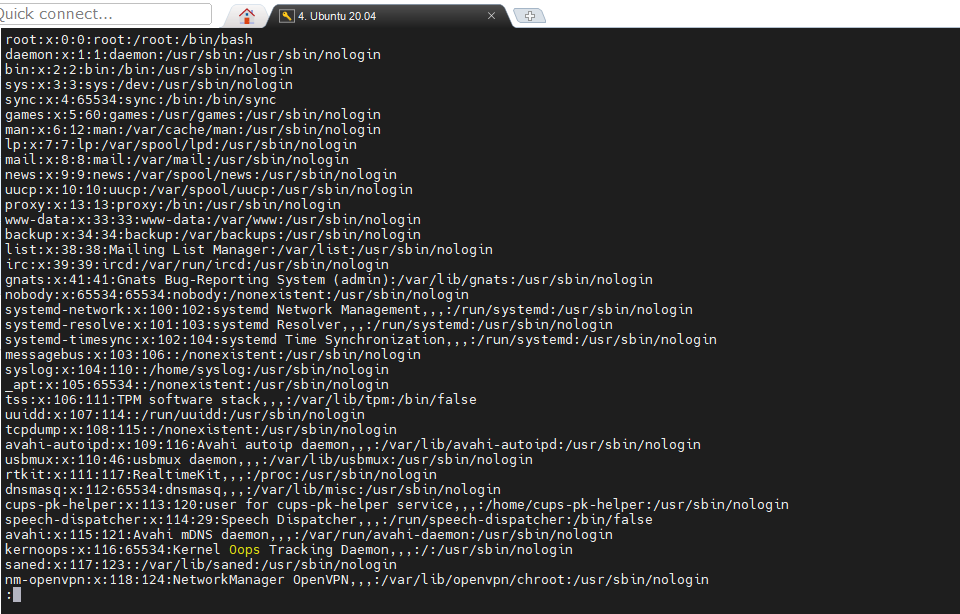 Quick connect...
4. Ubuntu 20.04
root:x:0:0:root:/root:/bin/bash
daemon:x:1:1:daemon:/usr/sbin:/usr/sbin/nologin
bin:x:2:2:bin:/bin:/usr/sbin/nologin
sys:x:3:3:sys:/dev:/usr/sbin/nologin
sync:x:4:65534:sync:/bin:/bin/sync
games:x:5:60:games:/usr/games:/usr/sbin/nologin
man:x:6:12:man:/var/cache/man:/usr/sbin/nologin
lp:x:7:7:lp:/var/spool/lpd:/usr/sbin/nologin
mail:x:8:8:mail:/var/mail:/usr/sbin/nologin
news:x:9:9:news:/var/spool/news:/usr/sbin/nologin
uucp:x:10:10:uucp:/var/spool/uucp:/usr/sbin/nologin
proxy:x:13:13:proxy:/bin:/usr/sbin/nologin
www-data:x:33:33:www-data:/var/www:/usr/sbin/nologin
backup:x:34:34:backup:/var/backups:/usr/sbin/nologin
list:x:38:38:Mailing List Manager:/var/list:/usr/sbin/nologin
irc:x:39:39:ircd:/var/run/ircd:/usr/sbin/nologin
gnats:x:41:41:Gnats Bug-Reporting System (admin):/var/lib/gnats:/usr/sbin/nologin
nobody:x:65534:65534:nobody:/nonexistent:/usr/sbin/nologin
systemd-network:x:100:102:systemd Network Management,,,:/run/systemd:/usr/sbin/nologin
systemd-resolve:x:101:103:systemd Resolver,,,:/run/systemd:/usr/sbin/nologin
systemd-timesync:x:102:104:systemd Time Synchronization,,,:/run/systemd:/usr/sbin/nologin
messagebus:x:103:106::/nonexistent:/usr/sbin/nologin
syslog:x:104:110::/home/syslog:/usr/sbin/nologin
_apt:x:105:65534::/nonexistent:/usr/sbin/nologin
tss:x:106:111:TPM software stack,,,:/var/lib/tpm:/bin/false
uuidd:x:107:114::/run/uuidd:/usr/sbin/nologin
tcpdump:x:108:115::/nonexistent:/usr/sbin/nologin
avahi-autoipd:x:109:116:Avahi autoip daemon,,,:/var/lib/avahi-autoipd:/usr/sbin/nologin
usbmux:x:110:46:usbmux daemon,,,:/var/lib/usbmux:/usr/sbin/nologin
rtkit:x:111:117:RealtimeKit,,,:/proc:/usr/sbin/nologin
dnsmasq:x:112:65534:dnsmasq,,,:/var/lib/misc:/usr/sbin/nologin
cups-pk-helper:x:113:120:user for cups-pk-helper service,,,:/home/cups-pk-helper:/usr/sbin/nologin
speech-dispatcher:x:114:29:Speech Dispatcher,,,:/run/speech-dispatcher:/bin/false
avahi:x:115:121:Avahi mDNS daemon,,,:/var/run/avahi-daemon:/usr/sbin/nologin
kernoops:x:116:65534:Kernel Oops Tracking Daemon,,,:/:/usr/sbin/nologin
saned:x:117:123::/var/lib/saned:/usr/sbin/nologin
nm-openvpn:x:118:124:NetworkManager OpenVPN,,,:/var/lib/openvpn/chroot:/usr/sbin/nologin
: